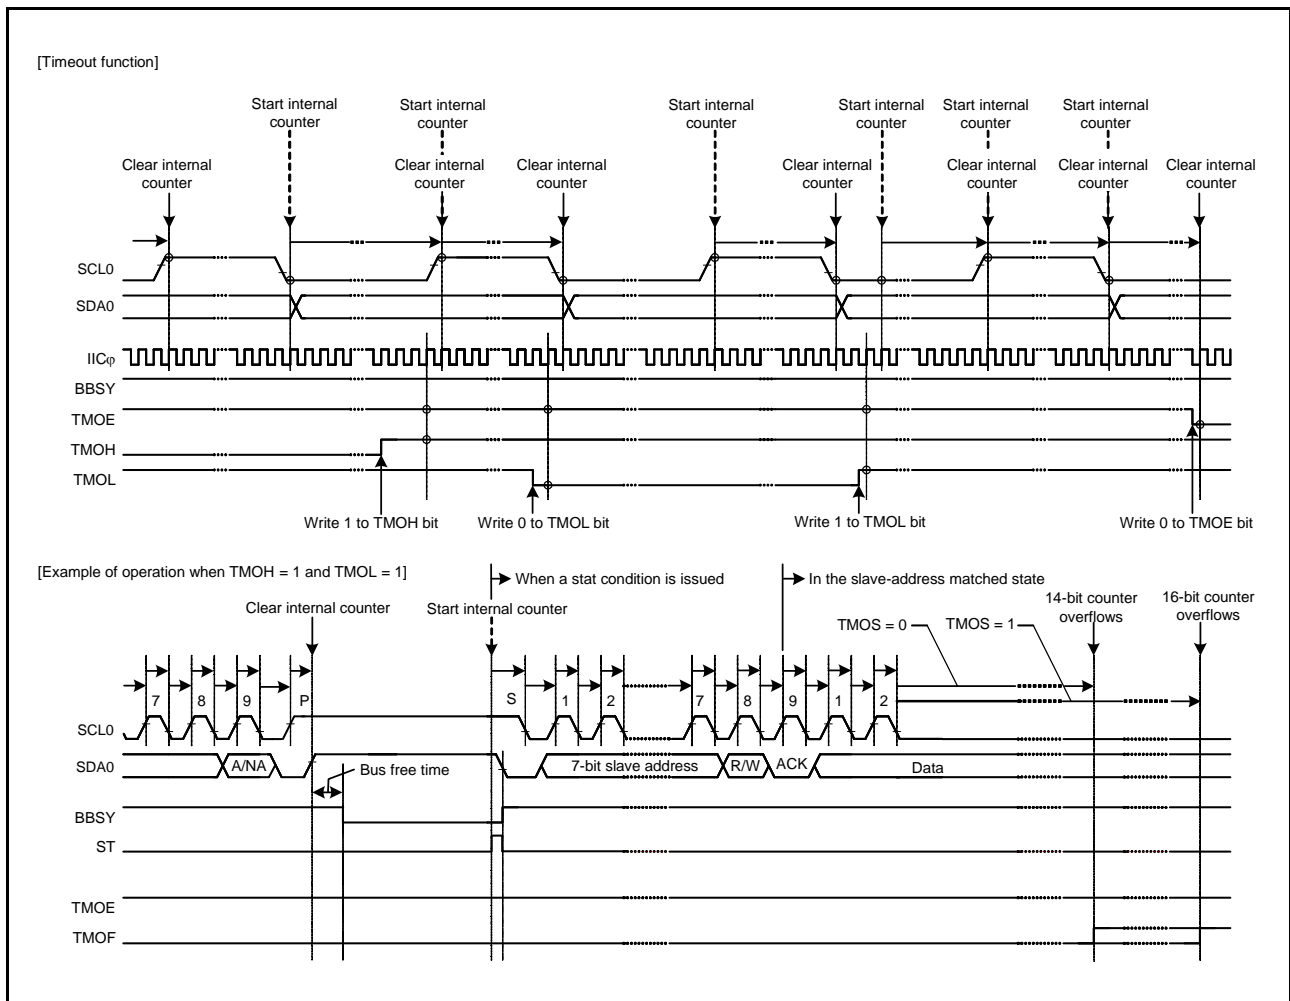 [Timeout function]
Start internal
counter
Start internal
counter
Start internal
counter
Start internal
counter
Start internal
counter
Start internal
counter
Clear internal
counter
Clear internal
counter
Clear internal
counter
Clear internal
counter
Clear internal
counter
Clear internal
counter
Clear internal
counter
SCL0
SDA0
IICφ
BBSY
TMOE
TMOH
TMOL
Write 1 to TMOH bit
Write 0 to TMOL bit
Write 1 to TMOL bit
Write 0 to TMOE bit
[Example of operation when TMOH = 1 and TMOL = 1]
When a stat condition is issued
In the slave-address matched state
Clear internal counter
Start internal counter
14-bit counter
overflows
16-bit counter
overflows
TMOS = 0
TMOS = 1
7 8 9 P S 1 2 7 8 9 1 2
SCL0
SDA0
A/NA
7-bit slave address
R/W
ACK
Data
Bus free time
BBSY
ST
TMOE
TMOF